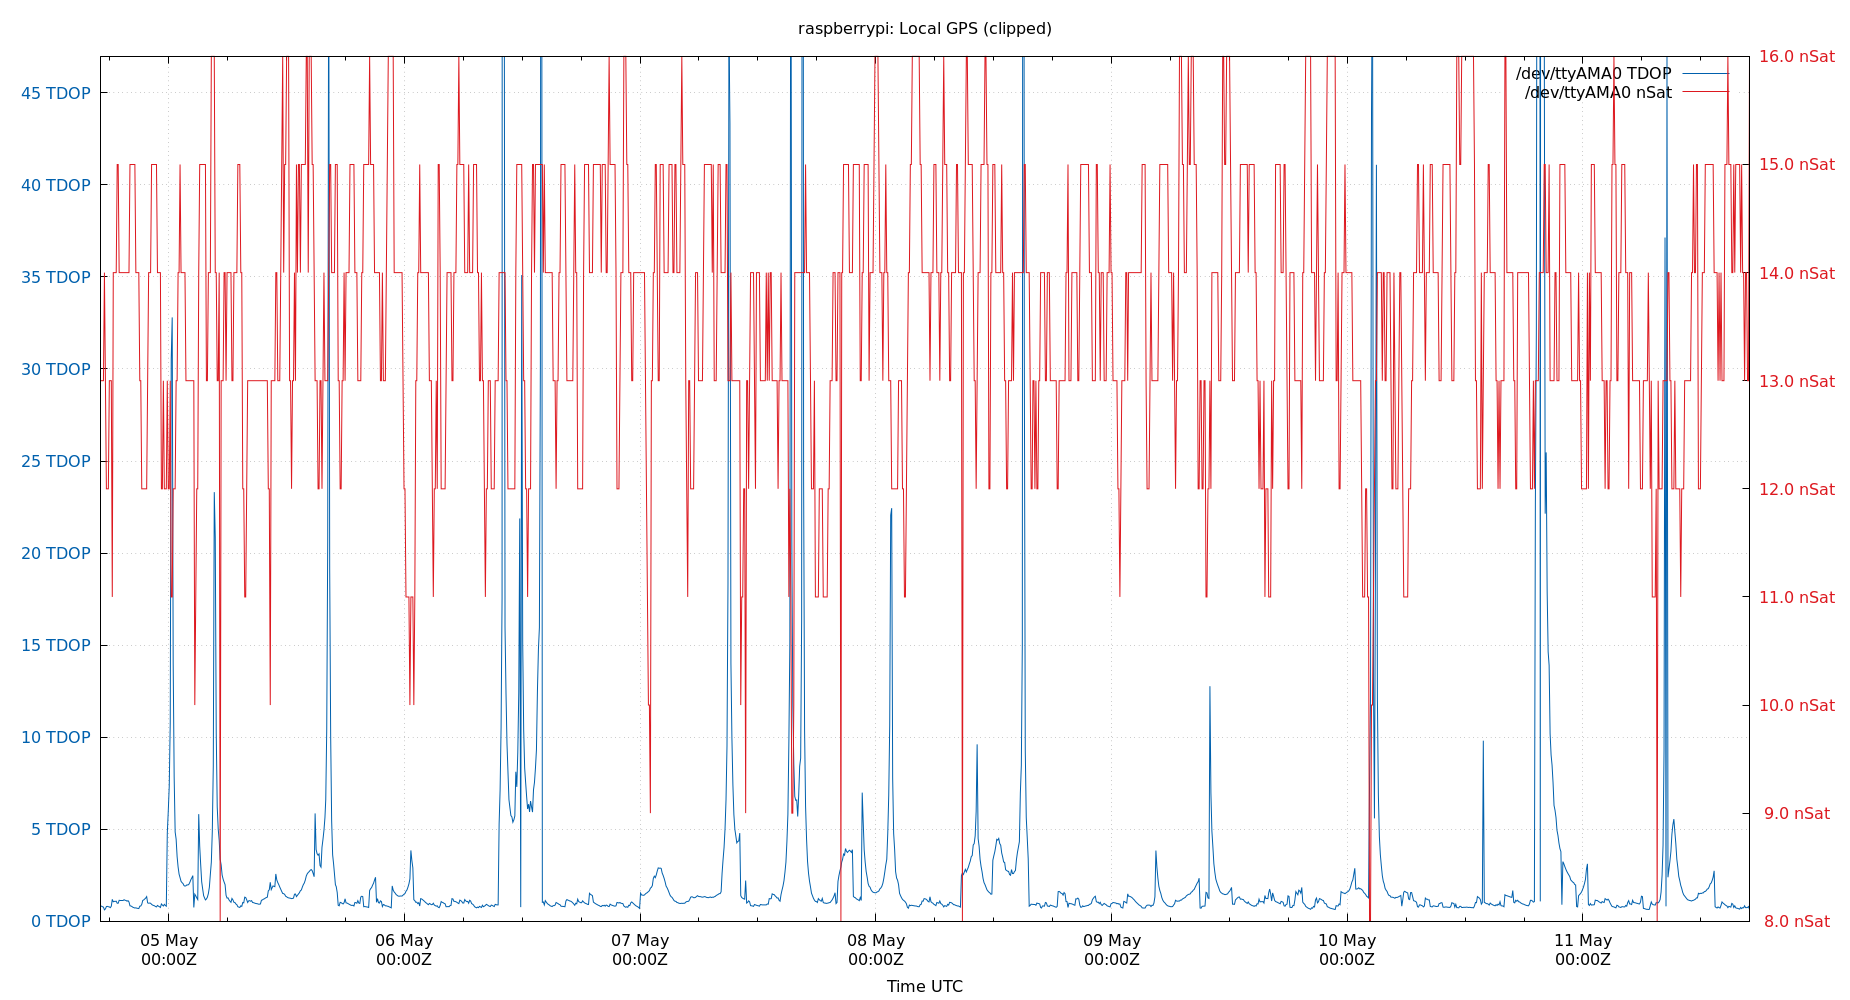 raspberrypi: Local GPS (clipped)
16.0 nSat
/dev/ttyAMA0 TDOP
/dev/ttyAMA0 nSat
45 TDOP
15.0 nSat
40 TDOP
14.0 nSat
35 TDOP
13.0 nSat
30 TDOP
12.0 nSat
25 TDOP
20 TDOP
11.0 nSat
15 TDOP
10.0 nSat
10 TDOP
9.0 nSat
5 TDOP
8.0 nSat
0 TDOP
05 May 06 May 07 May 08 May 09 May 10 May 11 May
00:00Z 00:00Z 00:00Z 00:00Z 00:00Z 00:00Z 00:00Z
Time UTC